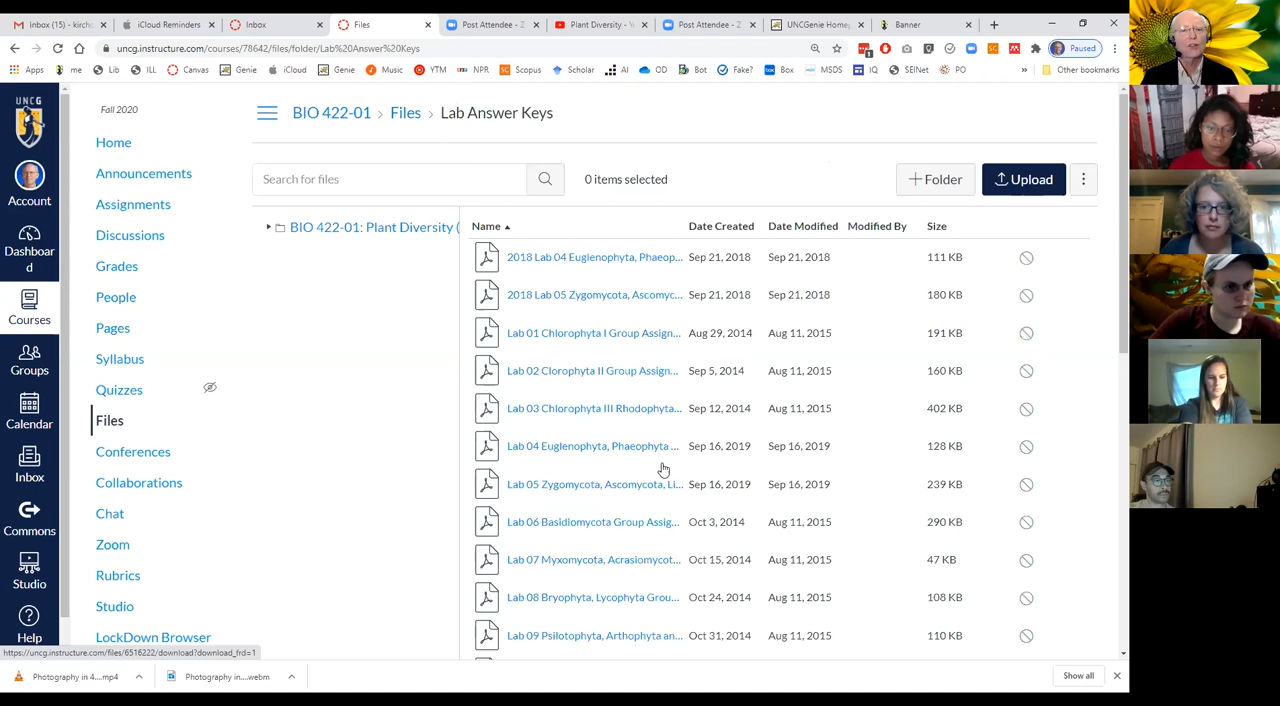 Inbox (15) - kirch
iCloud Reminders
Inbox
Files
Post Attendee - Z
Plant Diversity - Y
Post Attendee - Z
UNCGenie Home
Banner
uncg.instructure.com/courses/78642/files/folder/Lab%20Answer%20Keys
Paused
Apps
me
Lib
ILL
Canvas
Genie
iCloud
Genie
Music
YTM
NPR
Scopus
Scholar
AI
OD
Bot
Fake?
Box
MSDS
IQ
SEINet
PO
»
Other bookmarks
UNCG
Account
Dashboar
d
Courses
Groups
Calendar
Inbox
Commons
Studio
Help
Fall 2020
Home
Announcements
Assignments
Discussions
Grades
People
Pages
Syllabus
Quizzes
Files
Conferences
Collaborations
Chat
Zoom
Rubrics
Studio
LockDown Browser
BIO 422-01 > Files > Lab Answer Keys
Search for files
0 items selected
+ Folder
Upload
BIO 422-01: Plant Diversity (
Name Date Created Date Modified Modified By Size
2018 Lab 04 Euglenophyta, Phaeop... Sep 21, 2018 Sep 21, 2018 111 KB
2018 Lab 05 Zygomycota, Ascomyc... Sep 21, 2018 Sep 21, 2018 180 KB
Lab 01 Chlorophyta I Group Assign... Aug 29, 2014 Aug 11, 2015 191 KB
Lab 02 Clorophyta II Group Assign... Sep 5, 2014 Aug 11, 2015 160 KB
Lab 03 Chlorophyta III Rhodophyta... Sep 12, 2014 Aug 11, 2015 402 KB
Lab 04 Euglenophyta, Phaeophyta ... Sep 16, 2019 Sep 16, 2019 128 KB
Lab 05 Zygomycota, Ascomycota, Li... Sep 16, 2019 Sep 16, 2019 239 KB
Lab 06 Basidiomycota Group Assig... Oct 3, 2014 Aug 11, 2015 290 KB
Lab 07 Myxomycota, Acrasiomycot... Oct 15, 2014 Aug 11, 2015 47 KB
Lab 08 Bryophyta, Lycophyta Grou... Oct 24, 2014 Aug 11, 2015 108 KB
Lab 09 Psilotophyta, Arthophyta an... Oct 31, 2014 Aug 11, 2015 110 KB
https://uncg.instructure.com/files/6516222/download?download_frd=1
Photography in 4....mp4
Photography in....webm
Show all